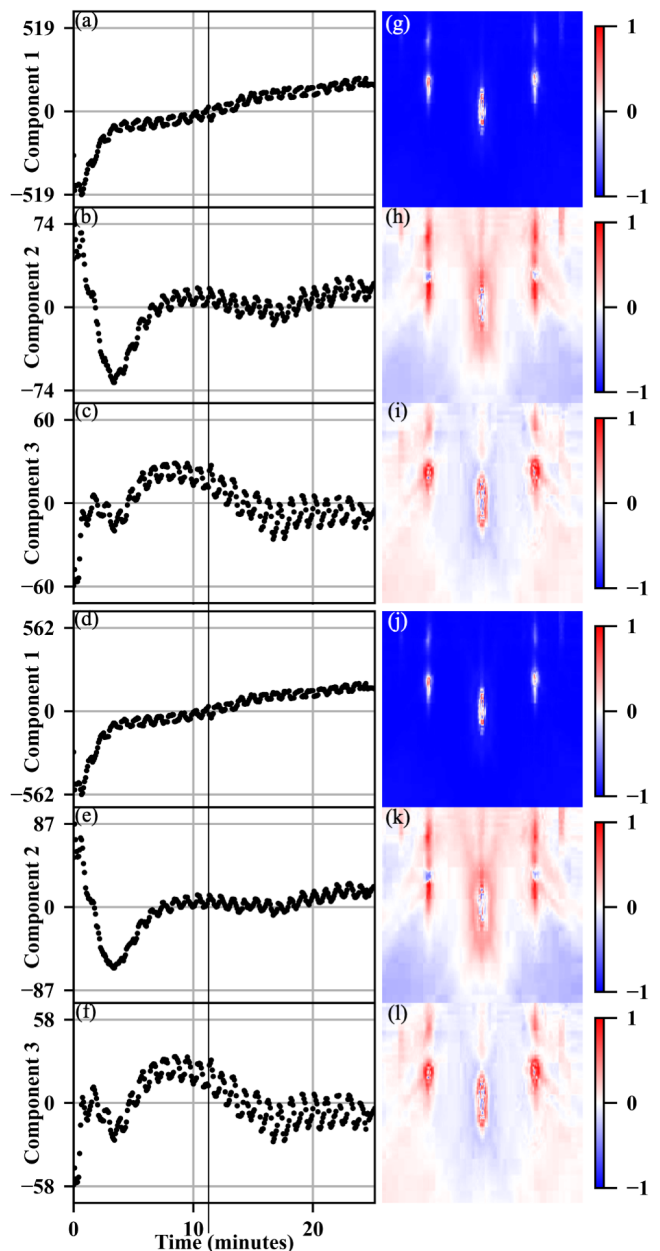 (a)
519
0
−519
Component 1
(g)
1
0
−1
(b)
74
0
−74
Component 2
(h)
1
0
−1
(c)
60
0
−60
Component 3
(i)
1
0
−1
(d)
562
0
−562
Component 1
(j)
1
0
−1
(e)
87
0
−87
Component 2
(k)
1
0
−1
(f)
58
0
−58
Component 3
(l)
1
0
−1
0 10 20
Time (minutes)